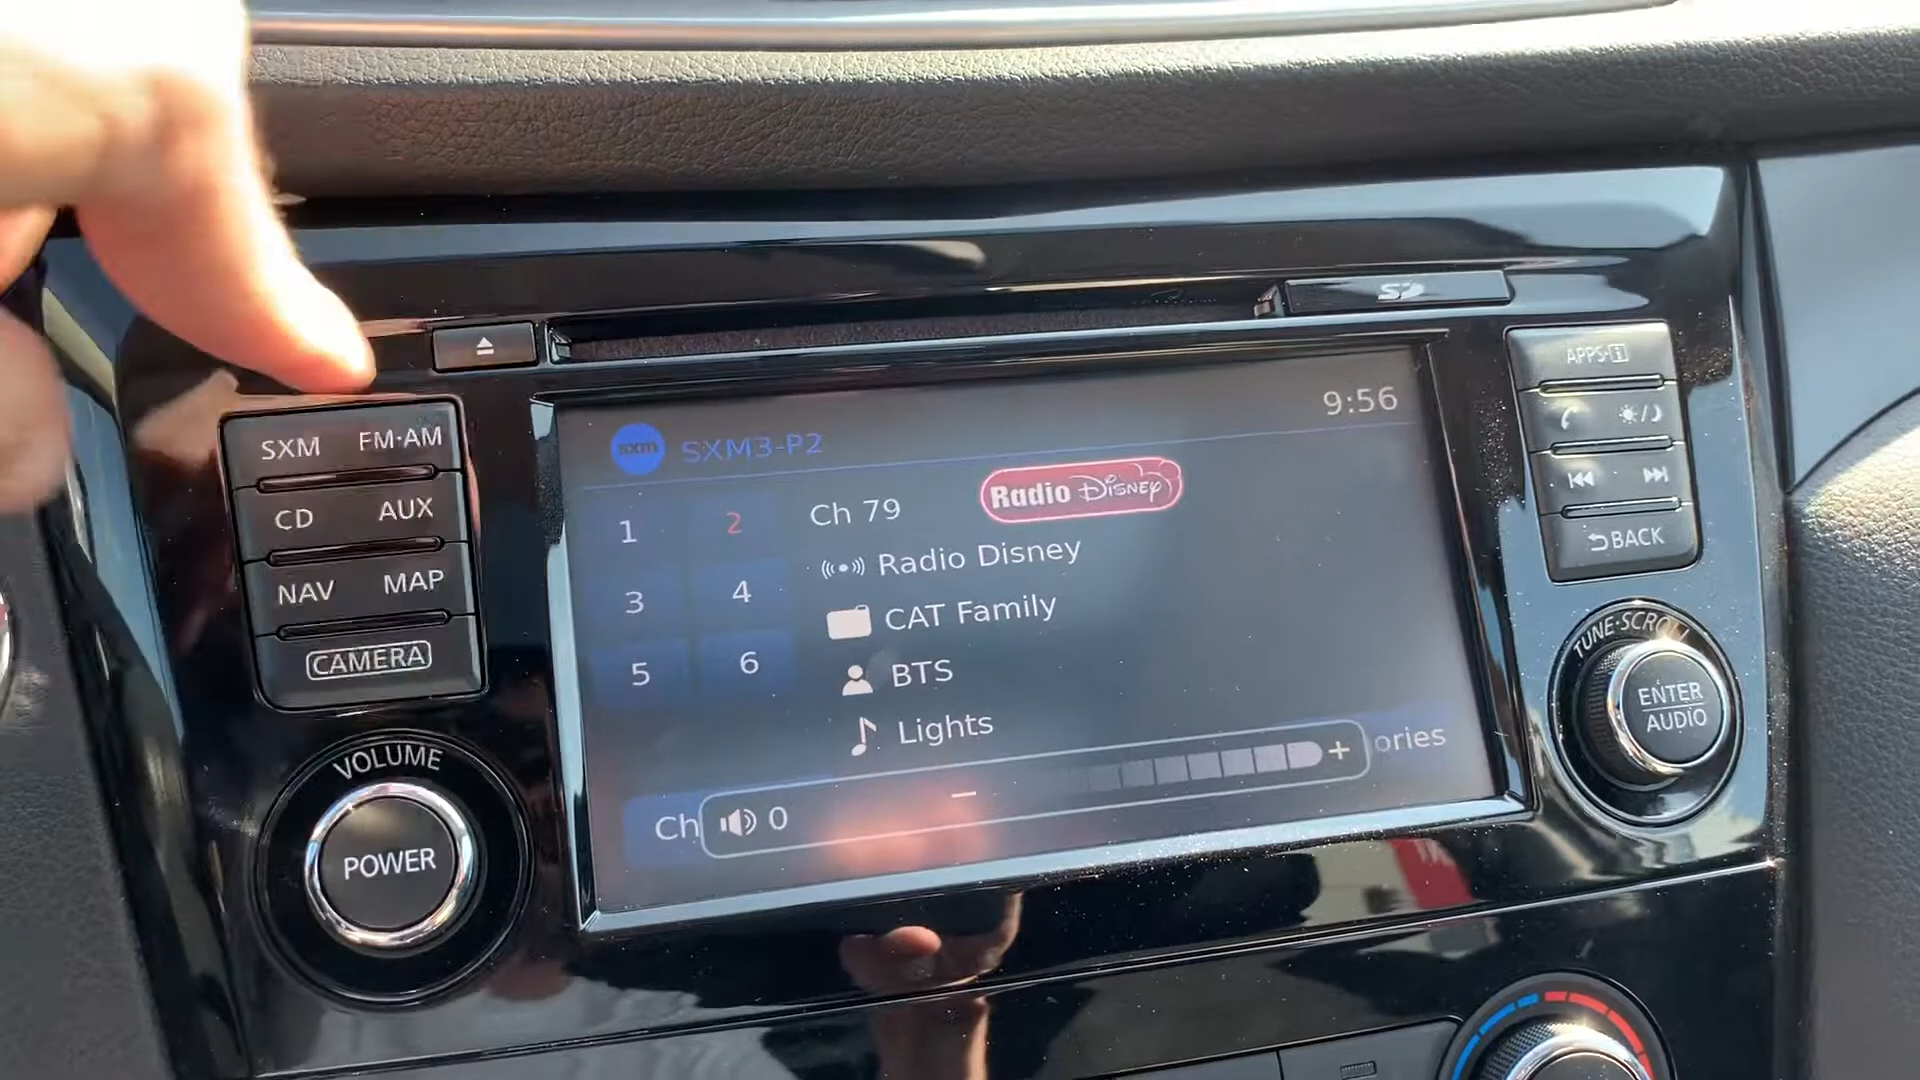 SD
APPS·i
9:56
SXM FM·AM
sxm SXM3-P2
Radio Disney
Ch 79
1 2
CD AUX
BACK
Radio Disney
3 4
NAV MAP
CAT Family
TUNE·SCROLL
5 6
CAMERA
BTS
ENTER
AUDIO
Lights
VOLUME
+
ories
Ch
0
−
POWER